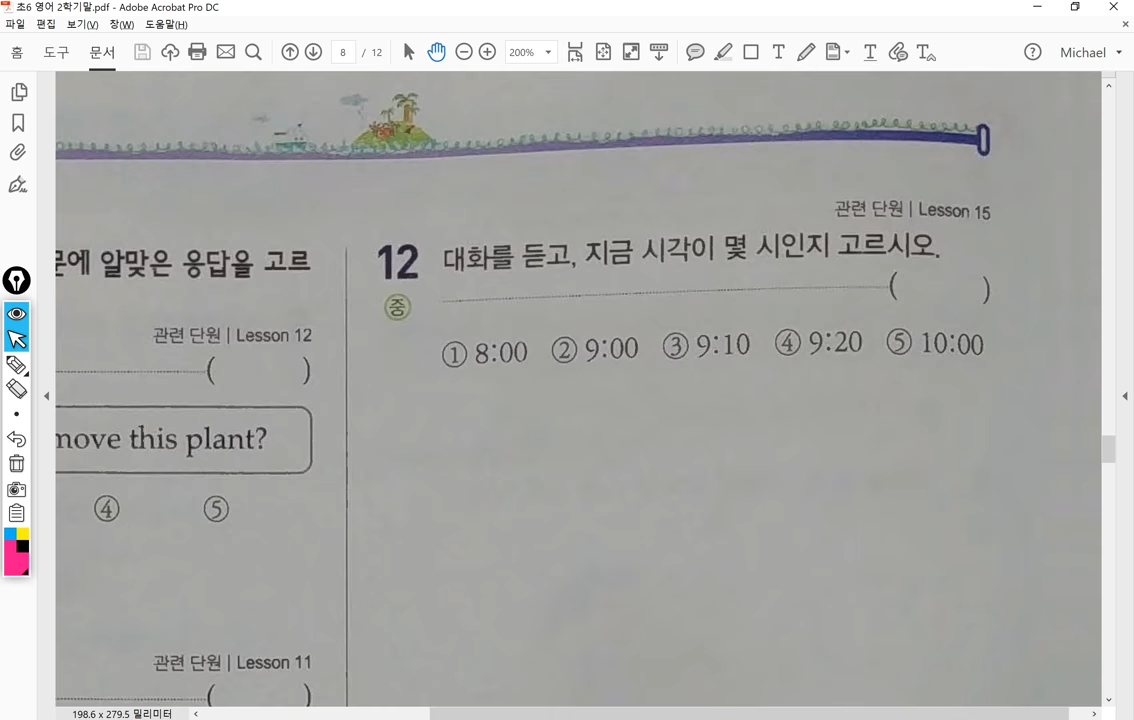 초6 영어 2학기말.pdf - Adobe Acrobat Pro DC
파일 편집 보기(V) 창(W) 도움말(H)
홈 도구 문서 8 / 12 200% Michael
관련 단원 | Lesson 15
문에 알맞은 응답을 고르
관련 단원 | Lesson 12
( )
move this plant?
④ ⑤
관련 단원 | Lesson 11
( )
12 대화를 듣고, 지금 시각이 몇 시인지 고르시오.
중 ( )
① 8:00 ② 9:00 ③ 9:10 ④ 9:20 ⑤ 10:00
198.6 x 279.5 밀리미터